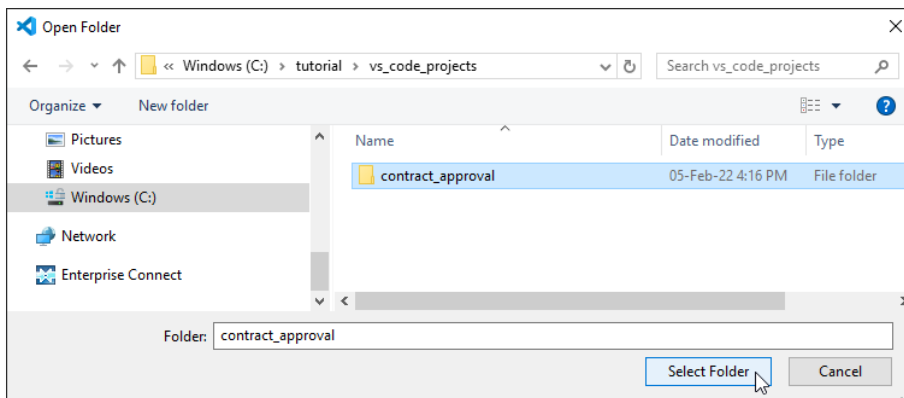 Open Folder
« Windows (C:) › tutorial › vs_code_projects
Search vs_code_projects
Organize
New folder
?
Pictures
Videos
Windows (C:)
Network
Enterprise Connect
Name Date modified Type
contract_approval 05-Feb-22 4:16 PM File folder
Folder: contract_approval
Select Folder Cancel